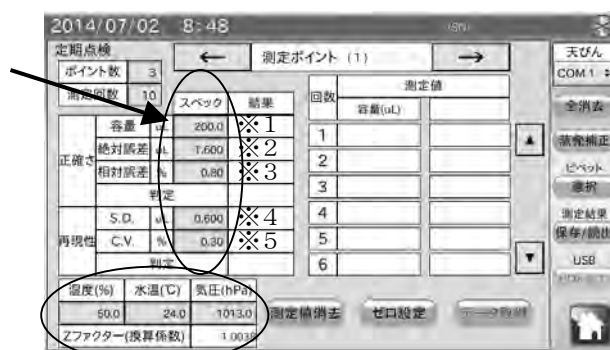 2014/07/02 8:48
定期点検
ポイント数 3
測定回数 10
← 測定ポイント (1) →
スペック 結果
正確さ
容量 uL 200.0 ※1
絶対誤差 uL 1.600 ※2
相対誤差 % 0.80 ※3
判定
再現性
S.D. uL 0.600 ※4
C.V. % 0.30 ※5
判定
回数 測定値
容量(uL)
1
2
3
4
5
6
▲
▼
湿度(%) 水温(℃) 気圧(hPa)
50.0 24.0 1013.0
Zファクター(換算係数)
測定値消去 ゼロ設定
天びん
COM1
全消去
蒸発補正
ピペット
選択
測定結果
保存/読出
USB